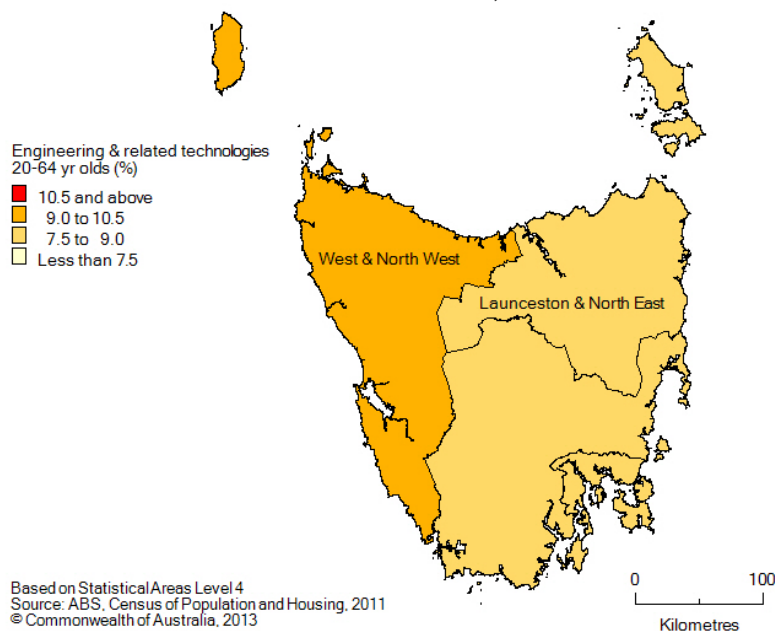 Engineering & related technologies
20-64 yr olds (%)
10.5 and above
9.0 to 10.5
7.5 to 9.0
Less than 7.5
West & North West
Launceston & North East
Based on Statistical Areas Level 4
Source: ABS, Census of Population and Housing, 2011
© Commonwealth of Australia, 2013
0 100
Kilometres